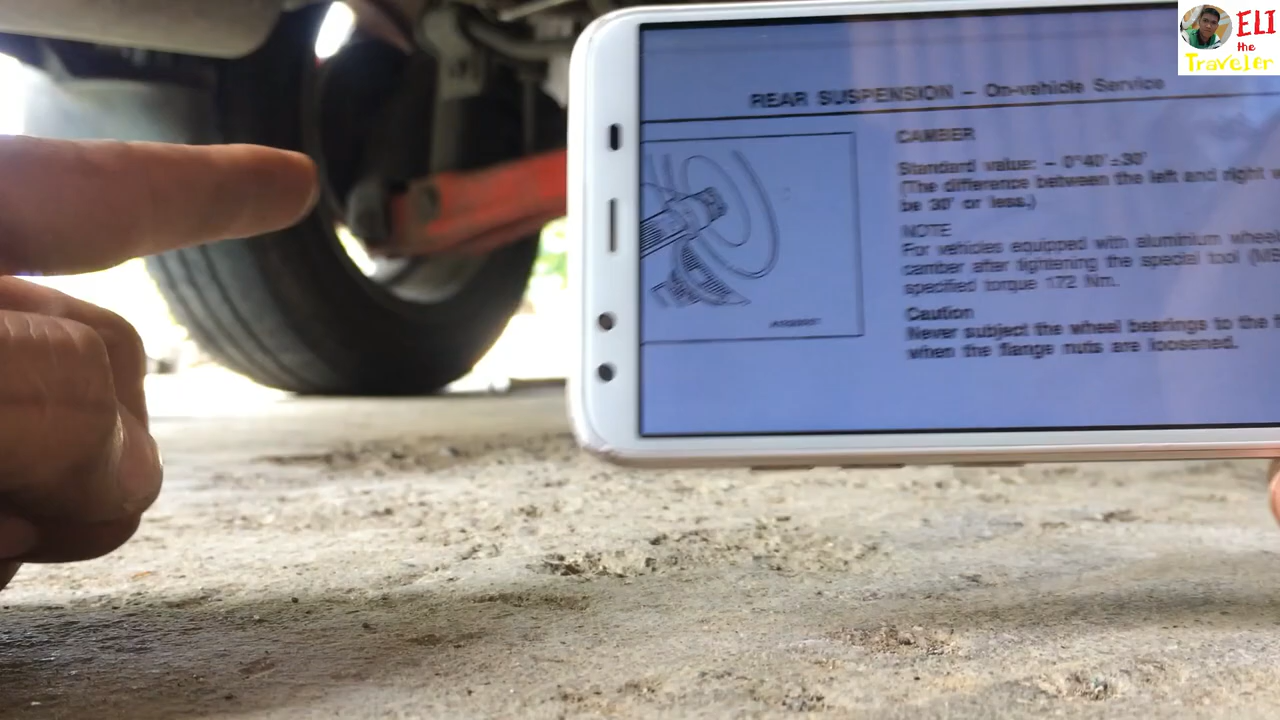 ELI
the
Traveler
REAR SUSPENSION – On-vehicle Service
CAMBER
Standard value: – 0°40'±30'
(The difference between the left and right
be 30' or less.)
NOTE
For vehicles equipped with aluminium
camber after tightening the special tool
specified torque 172 Nm.
Caution
Never subject the wheel bearings to the
when the flange nuts are loosened.